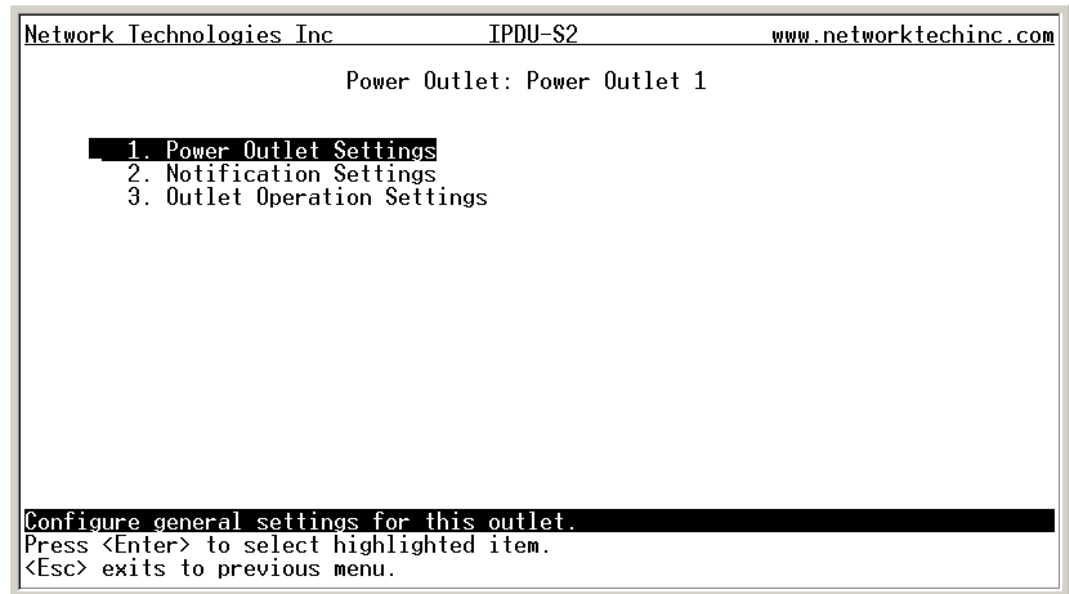 Network Technologies Inc IPDU-S2 www.networktechinc.com
Power Outlet: Power Outlet 1
1. Power Outlet Settings
2. Notification Settings
3. Outlet Operation Settings
Configure general settings for this outlet.
Press <Enter> to select highlighted item.
<Esc> exits to previous menu.